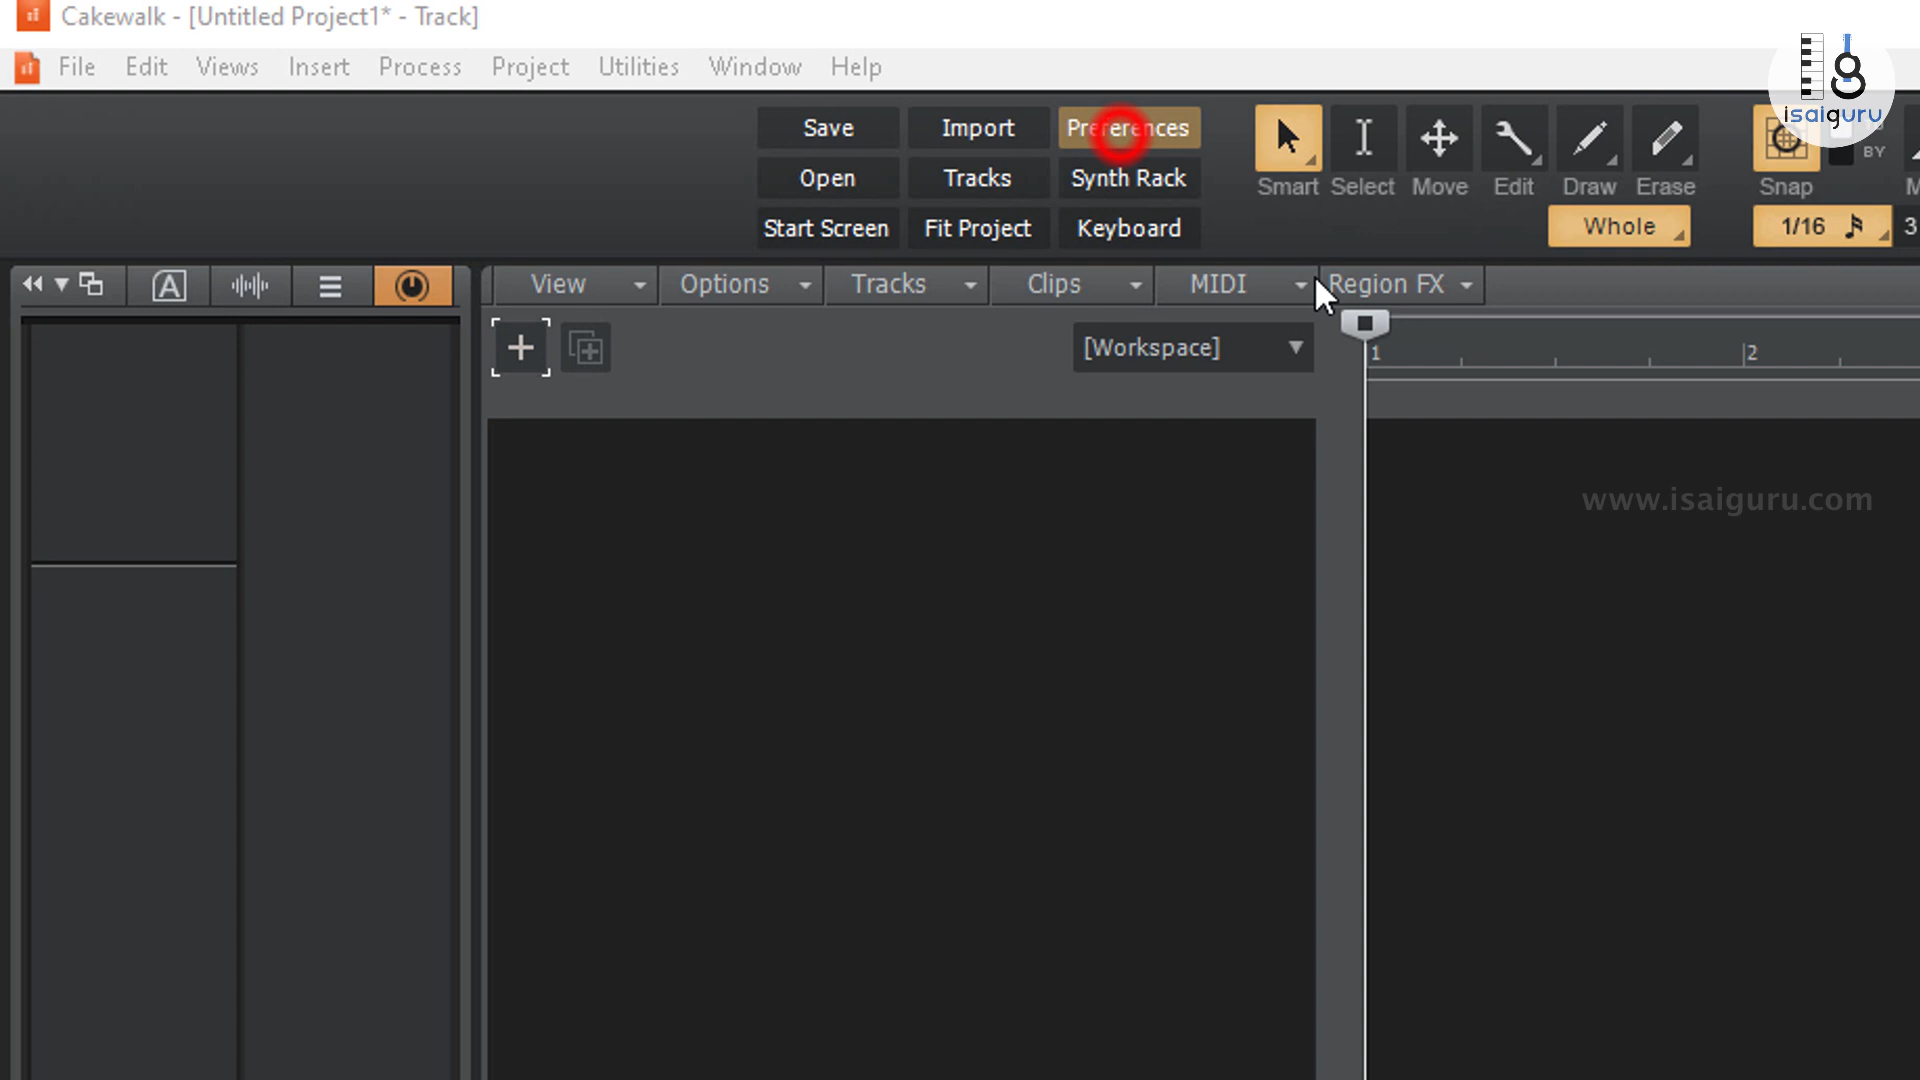 Cakewalk - [Untitled Project1* - Track]
File Edit Views Insert Process Project Utilities Window Help
isaiguru
Save Import Preferences
Open Tracks Synth Rack
Start Screen Fit Project Keyboard
Smart Select Move Edit Draw Erase Snap
BY
Whole 1/16 3
A
View Options Tracks Clips MIDI Region FX
[Workspace]
1 2
www.isaiguru.com